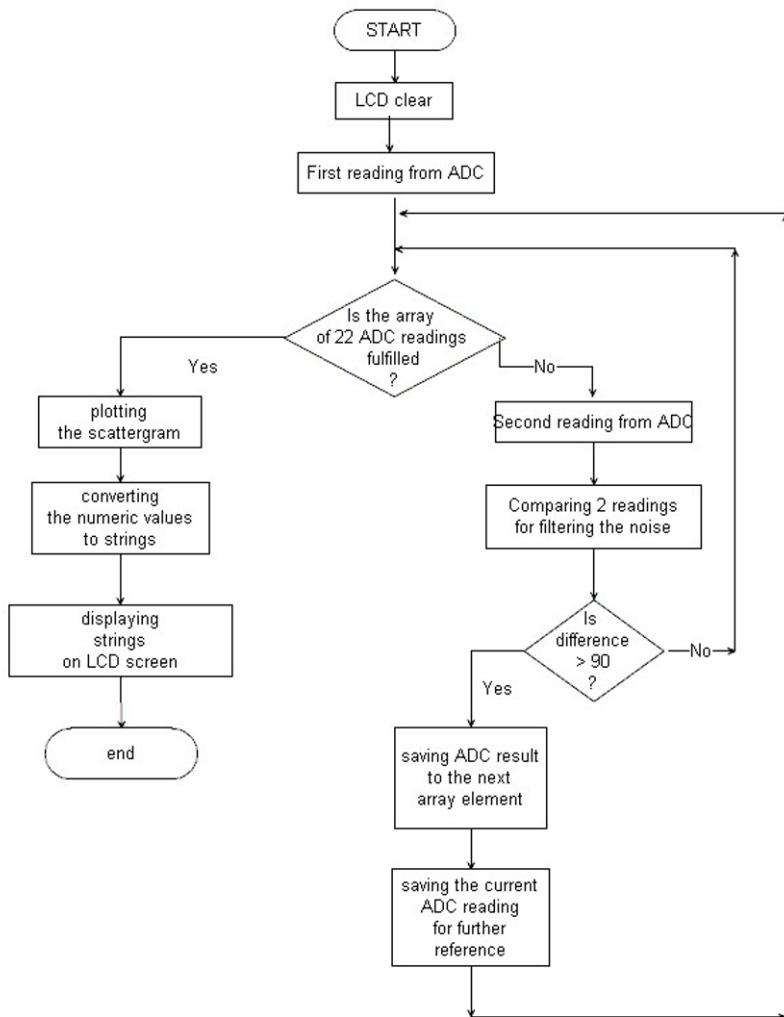 START
LCD clear
First reading from ADC
Is the array
of 22 ADC readings
fulfilled
?
Yes
No
plotting
the scattergram
converting
the numeric values
to strings
displaying
strings
on LCD screen
end
Second reading from ADC
Comparing 2 readings
for filtering the noise
Is
difference
> 90
?
No
Yes
saving ADC result
to the next
array element
saving the current
ADC reading
for further
reference